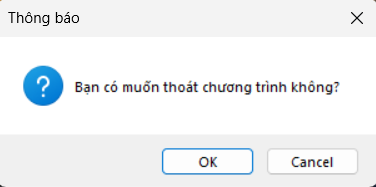 Thông báo
Bạn có muốn thoát chương trình không?
OK
Cancel